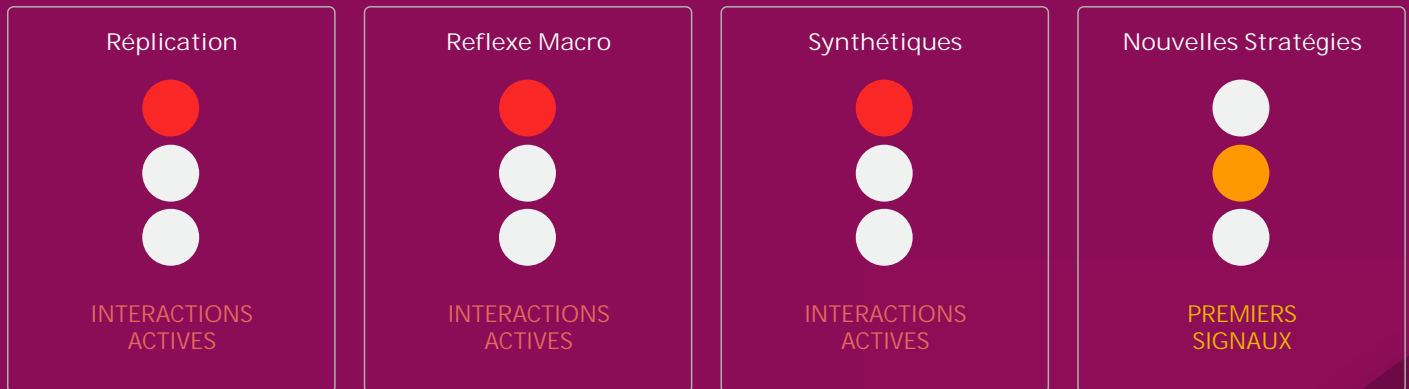 Réplication
INTERACTIONS
ACTIVES
Reflexe Macro
INTERACTIONS
ACTIVES
Synthétiques
INTERACTIONS
ACTIVES
Nouvelles Stratégies
PREMIERS
SIGNAUX